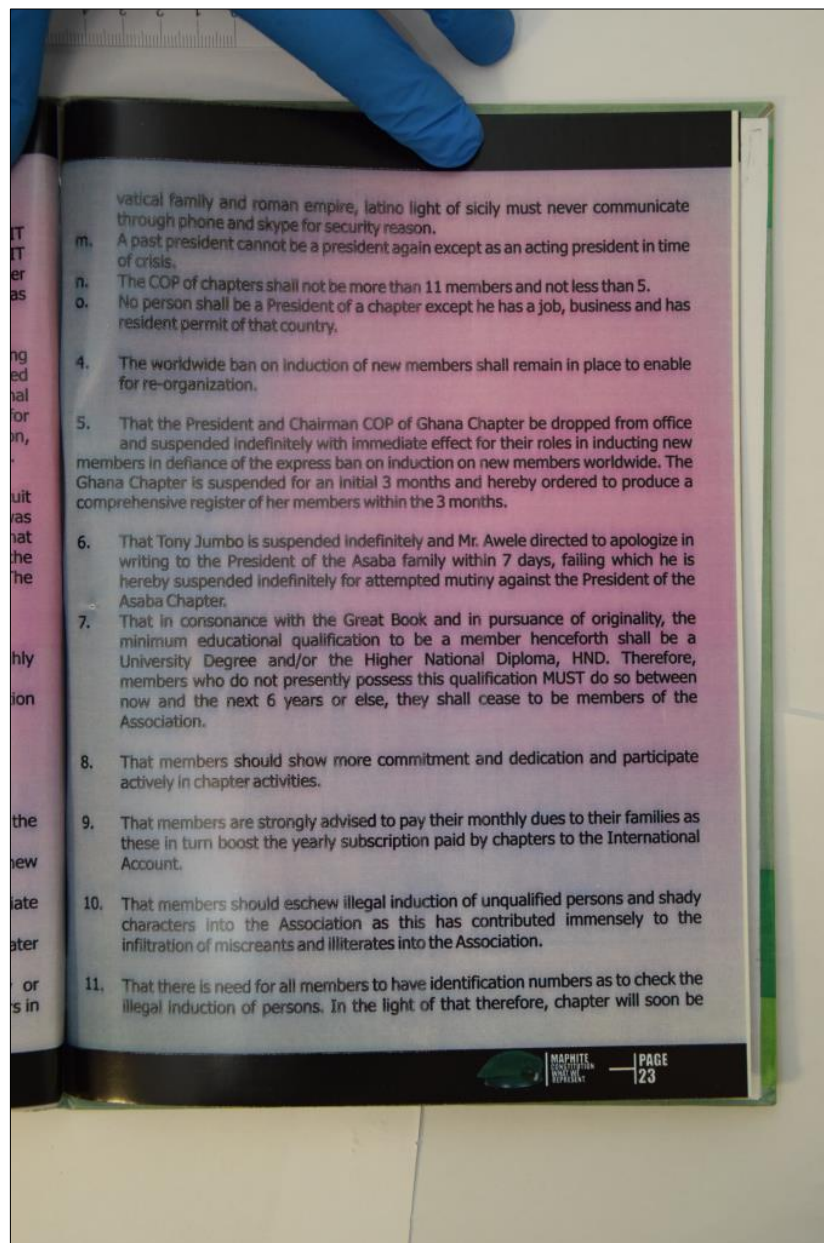 vatical family and roman empire, latino light of sicily must never communicate
through phone and skype for security reason.
m. A past president cannot be a president again except as an acting president in time
of crisis.
n. The COP of chapters shall not be more than 11 members and not less than 5.
o. No person shall be a President of a chapter except he has a job, business and has
resident permit of that country.
4. The worldwide ban on induction of new members shall remain in place to enable
for re-organization.
5. That the President and Chairman COP of Ghana Chapter be dropped from office
and suspended indefinitely with immediate effect for their roles in inducting new
members in defiance of the express ban on induction on new members worldwide. The
Ghana Chapter is suspended for an initial 3 months and hereby ordered to produce a
comprehensive register of her members within the 3 months.
6. That Tony Jumbo is suspended indefinitely and Mr. Awele directed to apologize in
writing to the President of the Asaba family within 7 days, failing which he is
hereby suspended indefinitely for attempted mutiny against the President of the
Asaba Chapter.
7. That in consonance with the Great Book and in pursuance of originality, the
minimum educational qualification to be a member henceforth shall be a
University Degree and/or the Higher National Diploma, HND. Therefore,
members who do not presently possess this qualification MUST do so between
now and the next 6 years or else, they shall cease to be members of the
Association.
8. That members should show more commitment and dedication and participate
actively in chapter activities.
9. That members are strongly advised to pay their monthly dues to their families as
these in turn boost the yearly subscription paid by chapters to the International
Account.
10. That members should eschew illegal induction of unqualified persons and shady
characters into the Association as this has contributed immensely to the
infiltration of miscreants and illiterates into the Association.
11. That there is need for all members to have identification numbers as to check the
illegal induction of persons. In the light of that therefore, chapter will soon be
MAPHITE
CONSTITUTION
WHAT WE
REPRESENT
PAGE
23